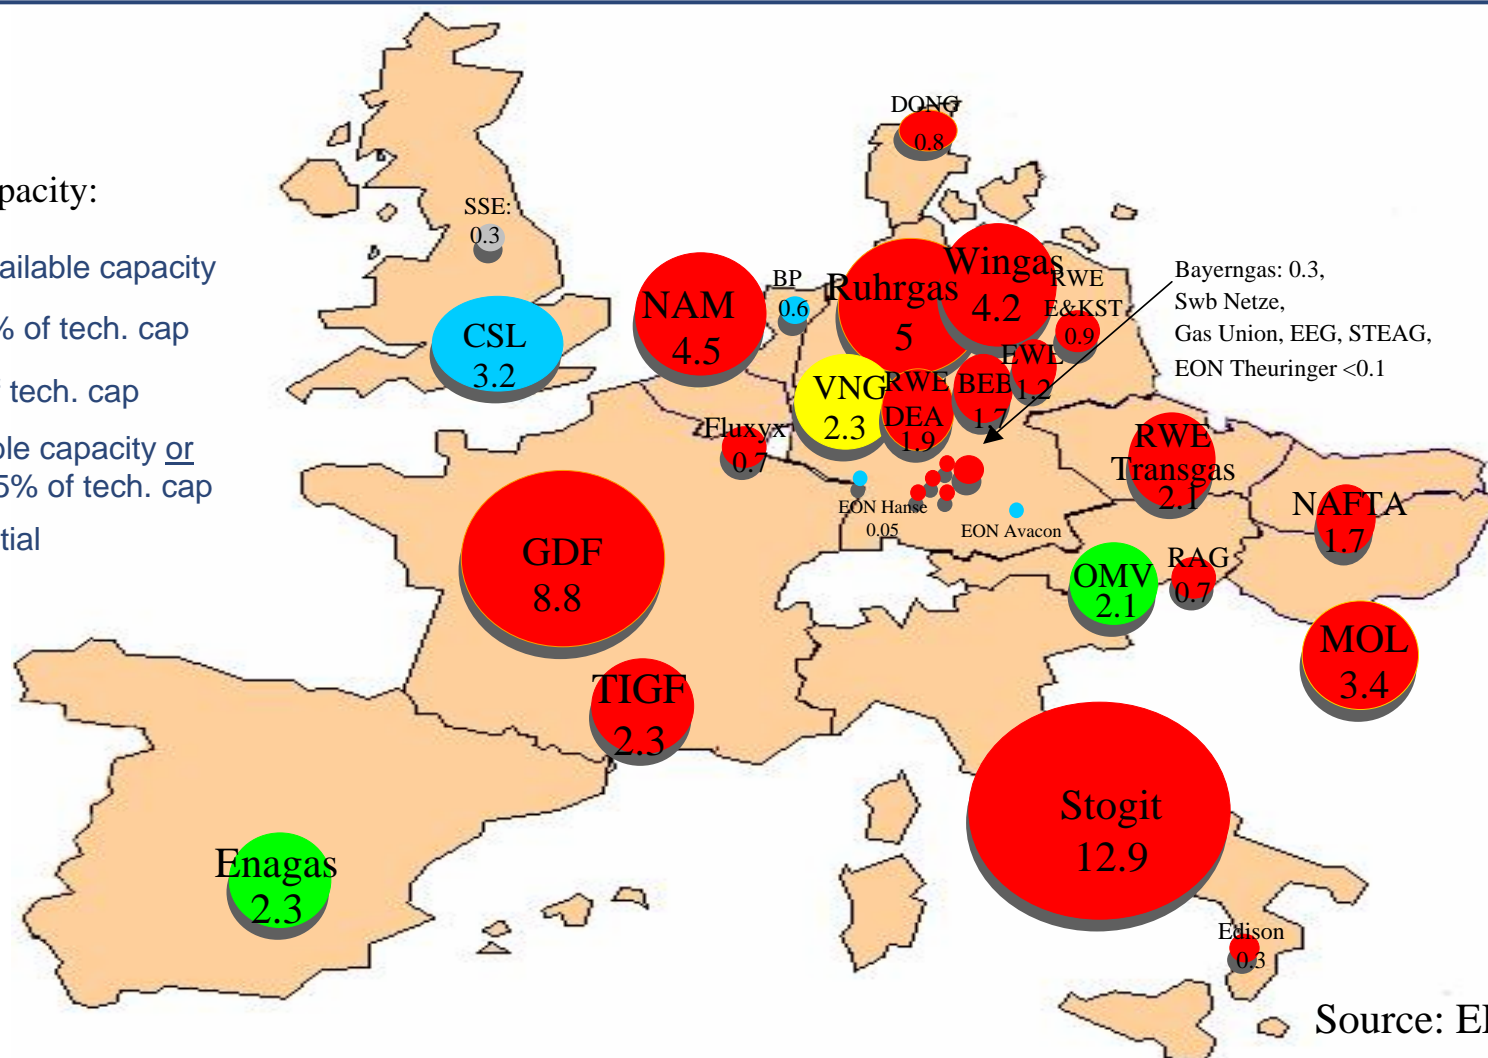 pacity:
ailable capacity
% of tech. cap
tech. cap
ble capacity or
5% of tech. cap
tial
DONG
0.8
SSE:
0.3
CSL
3.2
NAM
4.5
BP
0.6
Ruhrgas
5
Wingas
4.2
RWE
E&KST
0.9
Bayerngas: 0.3,
Swb Netze,
Gas Union, EEG, STEAG,
EON Theuringer <0.1
EWE
1.2
BEB
1.7
VNG
2.3
RWE
DEA
1.9
Fluxyx
0.7
RWE
Transgas
2.1
NAFTA
1.7
EON Hanse
0.05
EON Avacon
GDF
8.8
OMV
2.1
RAG
0.7
MOL
3.4
TIGF
2.3
Stogit
12.9
Enagas
2.3
Edison
0.3
Source: